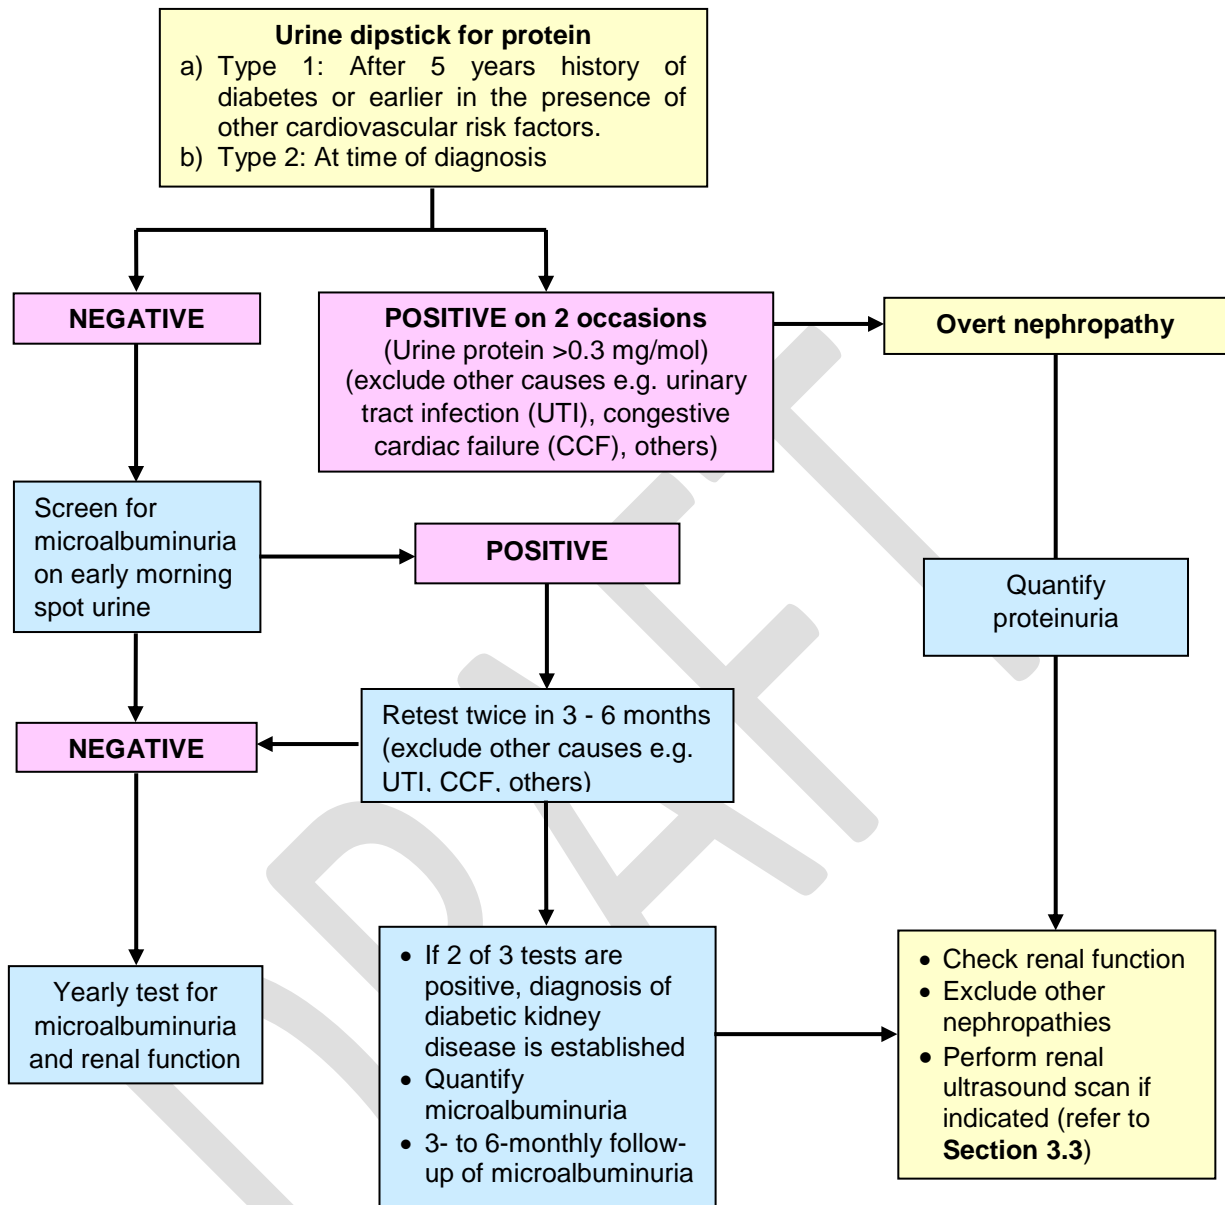 Urine dipstick for protein
a) Type 1: After 5 years history of
diabetes or earlier in the presence of
other cardiovascular risk factors.
b) Type 2: At time of diagnosis
NEGATIVE
POSITIVE on 2 occasions
(Urine protein >0.3 mg/mol)
(exclude other causes e.g. urinary
tract infection (UTI), congestive
cardiac failure (CCF), others)
Overt nephropathy
Screen for
microalbuminuria
on early morning
spot urine
POSITIVE
Quantify
proteinuria
NEGATIVE
Retest twice in 3 - 6 months
(exclude other causes e.g.
UTI, CCF, others)
Yearly test for
microalbuminuria
and renal function
• If 2 of 3 tests are
positive, diagnosis of
diabetic kidney
disease is established
• Quantify
microalbuminuria
• 3- to 6-monthly follow-
up of microalbuminuria
• Check renal function
• Exclude other
nephropathies
• Perform renal
ultrasound scan if
indicated (refer to
Section 3.3)
DRAFT